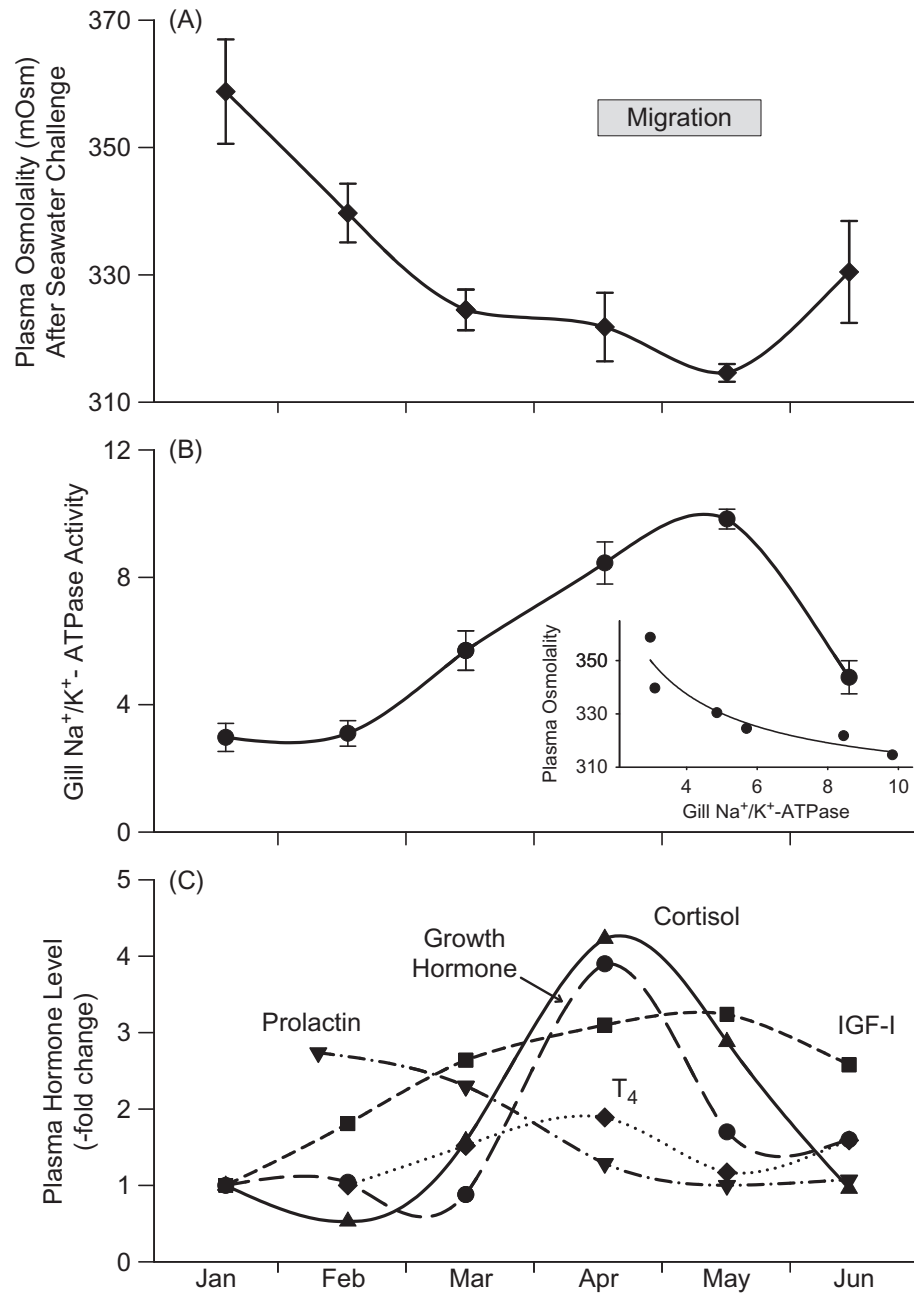 (A)
370
350
330
310
Plasma Osmolality (mOsm)
After Seawater Challenge
Migration
(B)
12
8
4
0
Gill Na⁺/K⁺- ATPase Activity
Plasma Osmolality
350
330
310
4 6 8 10
Gill Na⁺/K⁺-ATPase
(C)
5
4
3
2
1
0
Plasma Hormone Level
(-fold change)
Cortisol
Growth
Hormone
Prolactin
IGF-I
T₄
Jan Feb Mar Apr May Jun